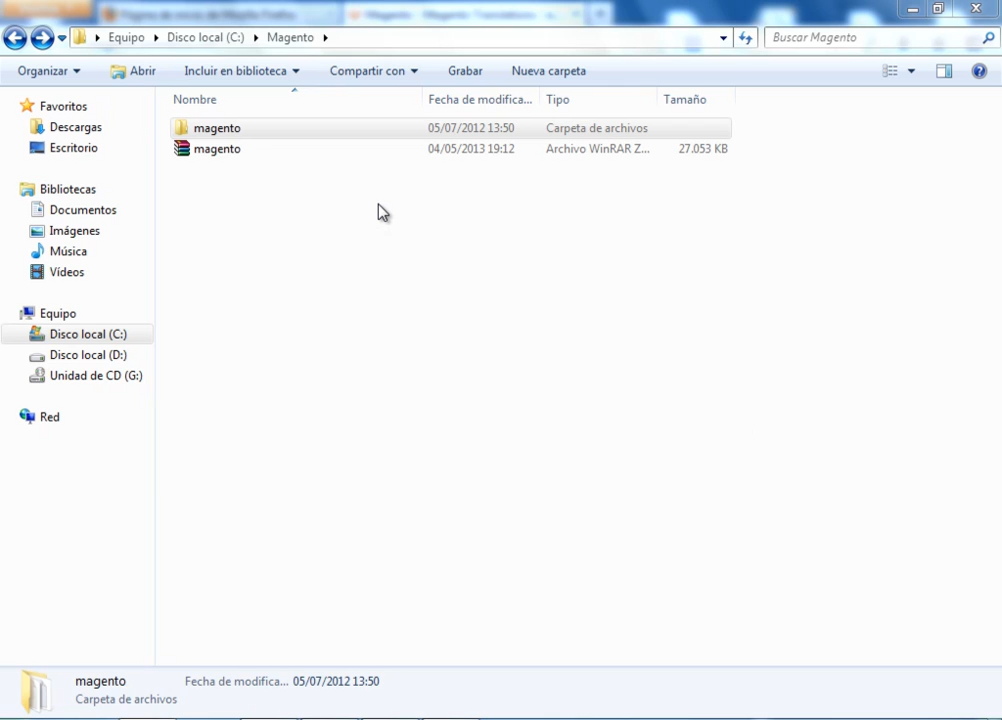 Equipo Disco local (C:) Magento
Buscar Magento
Organizar Abrir Incluir en biblioteca Compartir con Grabar Nueva carpeta
Nombre Fecha de modifica... Tipo Tamaño
magento 05/07/2012 13:50 Carpeta de archivos
magento 04/05/2013 19:12 Archivo WinRAR Z... 27.053 KB
Favoritos
Descargas
Escritorio
Bibliotecas
Documentos
Imágenes
Música
Vídeos
Equipo
Disco local (C:)
Disco local (D:)
Unidad de CD (G:)
Red
magento Fecha de modifica... 05/07/2012 13:50
Carpeta de archivos